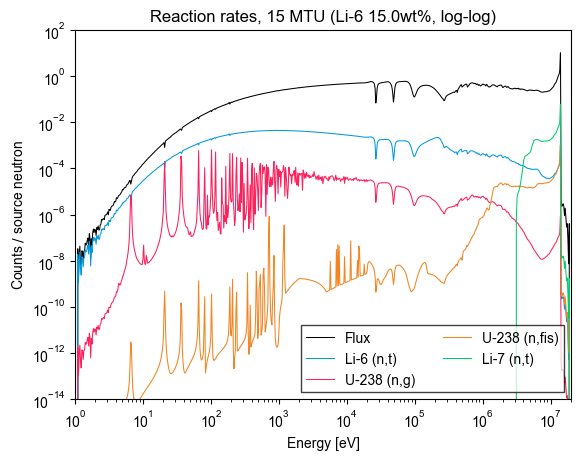 Reaction rates, 15 MTU (Li-6 15.0wt%, log-log)
Counts / source neutron
10^2
10^0
10^-2
10^-4
10^-6
10^-8
10^-10
10^-12
10^-14
Flux
Li-6 (n,t)
U-238 (n,g)
U-238 (n,fis)
Li-7 (n,t)
10^0 10^1 10^2 10^3 10^4 10^5 10^6 10^7
Energy [eV]